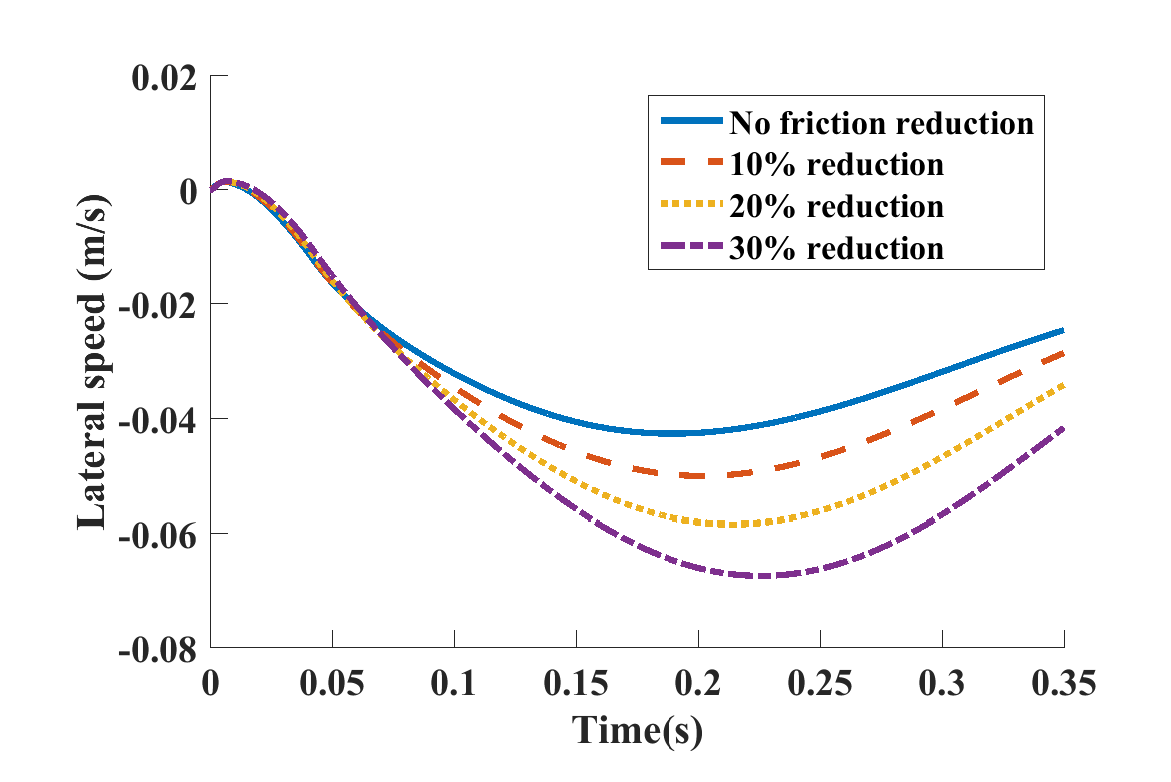 0.02
0
-0.02
-0.04
-0.06
-0.08
Lateral speed (m/s)
No friction reduction
10% reduction
20% reduction
30% reduction
0 0.05 0.1 0.15 0.2 0.25 0.3 0.35
Time(s)